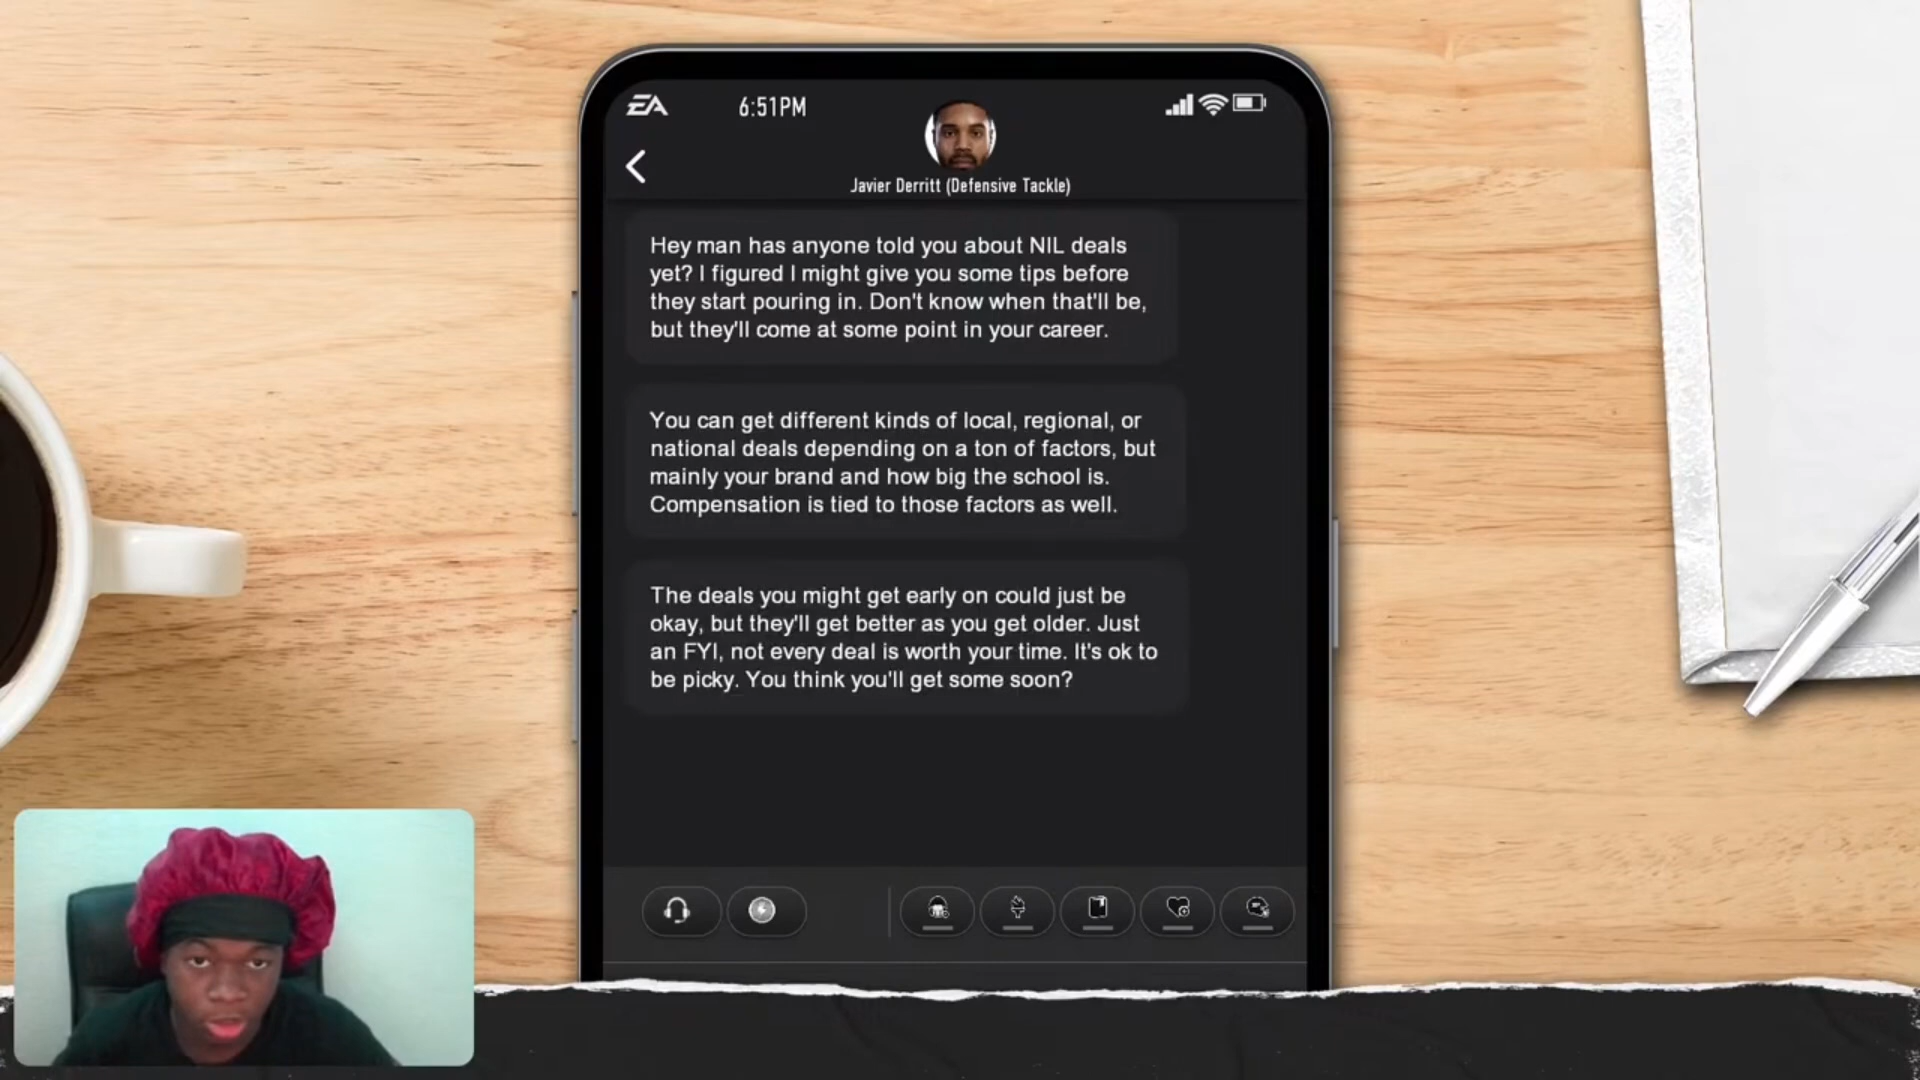 EA
6:51PM
Javier Derritt (Defensive Tackle)
Hey man has anyone told you about NIL deals
yet? I figured I might give you some tips before
they start pouring in. Don't know when that'll be,
but they'll come at some point in your career.
You can get different kinds of local, regional, or
national deals depending on a ton of factors, but
mainly your brand and how big the school is.
Compensation is tied to those factors as well.
The deals you might get early on could just be
okay, but they'll get better as you get older. Just
an FYI, not every deal is worth your time. It's ok to
be picky. You think you'll get some soon?